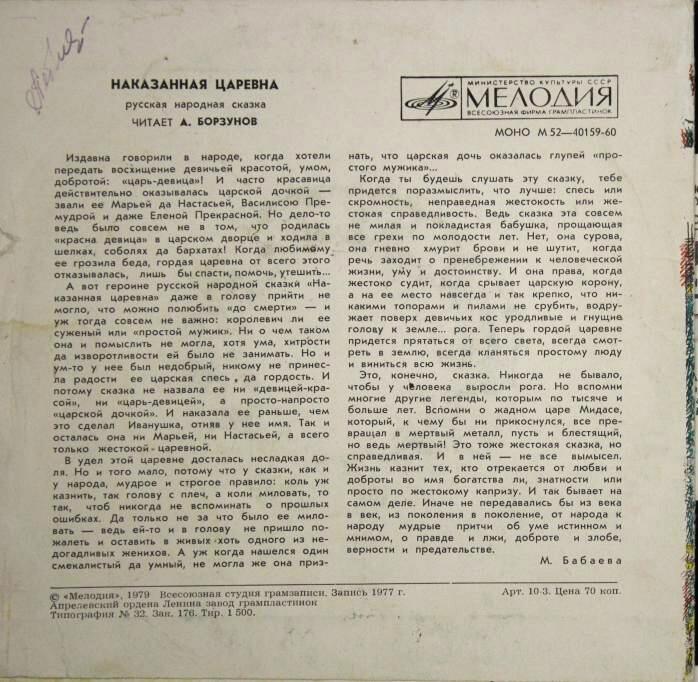 НАКАЗАННАЯ ЦАРЕВНА
русская народная сказка
ЧИТАЕТ А. БОРЗУНОВ
МИНИСТЕРСТВО КУЛЬТУРЫ СССР
МЕЛОДИЯ
ВСЕСОЮЗНАЯ ФИРМА ГРАМПЛАСТИНОК
МОНО М 52—40159-60
Издавна говорили в народе, когда хотели
передать восхищение девичьей красотой, умом,
добротой: «царь-девица»! И часто красавица
действительно оказывалась царской дочкой —
звали ее Марьей да Настасьей, Василисою Пре-
мудрой и даже Еленой Прекрасной. Но дело-то
ведь было совсем не в том, что родилась
«красна девица» в царском дворце и ходила в
шелках, соболях да бархатах! Когда любимому
ее грозила беда, гордая царевна от всего этого
отказывалась, лишь бы спасти, помочь, утешить...
А вот героине русской народной сказки «На-
казанная царевна» даже в голову прийти не
могло, что можно полюбить «до смерти» — и
уж тогда совсем не важно: королевич ли ее
суженый или «простой мужик». Ни о чем таком
она и помыслить не могла, хотя ума, хитрости
да изворотливости ей было не занимать. Но и
ум-то у нее был недобрый, никому не принес-
ла радости ее царская спесь да гордость. И
потому сказка не назвала ее ни «девицей-кра-
сой», ни «царь-девицей», а просто-напросто
«царской дочкой». И наказала ее раньше, чем
это сделал Иванушка, отняв у нее имя. Так и
осталась она ни Марьей, ни Настасьей, а всего
только жестокой царевной.
В удел этой царевне досталась несладкая до-
ля. Но и того мало, потому что у сказки, как и
у народа, мудрое и строгое правило: коль уж
казнить, так голову с плеч, а коли миловать, то
так, чтоб никогда не вспоминать о прошлых
ошибках. Да только не за что было ее мило-
вать — ведь ей-то и в голову не пришло по-
жалеть и оставить в живых хоть одного из не-
догадливых женихов. А уж когда нашелся один
смекалистый да умный, не могла же она приз-
нать, что царская дочь оказалась глупей «про-
стого мужика»...
Когда ты будешь слушать эту сказку, тебе
придется поразмыслить, что лучше: спесь или
скромность, неправедная жестокость или же-
стокая справедливость. Ведь сказка эта совсем
не милая и покладистая бабушка, прощающая
все грехи по молодости лет. Нет, она сурова,
она гневно хмурит брови и не шутит, когда
речь заходит о пренебрежении к человеческой
жизни, уму и достоинству. И она права, когда
жестоко судит, когда срывает царскую корону,
а на ее место навсегда и так крепко, что ни-
какими топорами и пилами не срубить, водру-
жает поверх девичьих кос уродливые и гнущие
голову к земле... рога. Теперь гордой царевне
придется прятаться от всего света, всегда смот-
реть в землю, всегда кланяться простому люду
и виниться всю жизнь.
Это, конечно, сказка. Никогда не бывало,
чтобы у человека выросли рога. Но вспомни
многие другие легенды, которым по тысяче и
больше лет. Вспомни о жадном царе Мидасе,
который, к чему бы ни прикоснулся, все пре-
вращал в мертвый металл, пусть и блестящий,
но ведь мертвый! Это тоже жестокая сказка, но
справедливая. И в ней — не все вымысел.
Жизнь казнит тех, кто отрекается от любви и
доброты во имя богатства ли, знатности или
просто по жестокому капризу. И так бывает на
самом деле. Иначе не передавались бы из века
в век, из поколения в поколение, от народа к
народу мудрые притчи об уме истинном и
мнимом, о правде и лжи, доброте и злобе,
верности и предательстве.
М. Бабаева
© «Мелодия», 1979 Всесоюзная студия грамзаписи. Запись 1977 г.
Арт. 10-3. Цена 70 коп.
Апрелевский ордена Ленина завод грампластинок
Типография № 32. Зак. 176. Тир. 1 500.